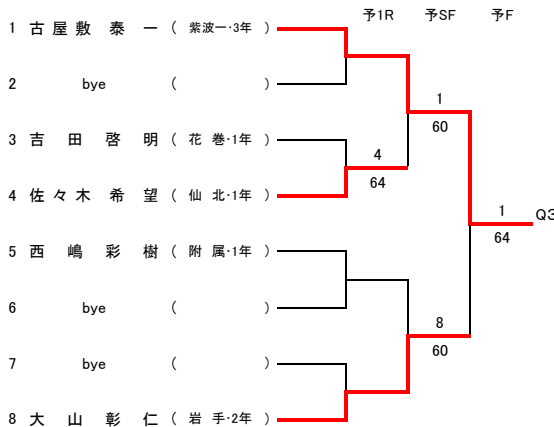 予1R 予SF 予F
1 古屋敷 泰一 ( 紫波一・3年 )
2 bye ( )
1
60
3 吉田 啓明 ( 花巻・1年 )
4
64
4 佐々木 希望 ( 仙北・1年 )
1 Q3
64
5 西嶋 彩樹 ( 附属・1年 )
6 bye ( )
8
60
7 bye ( )
8 大山 彰仁 ( 岩手・2年 )